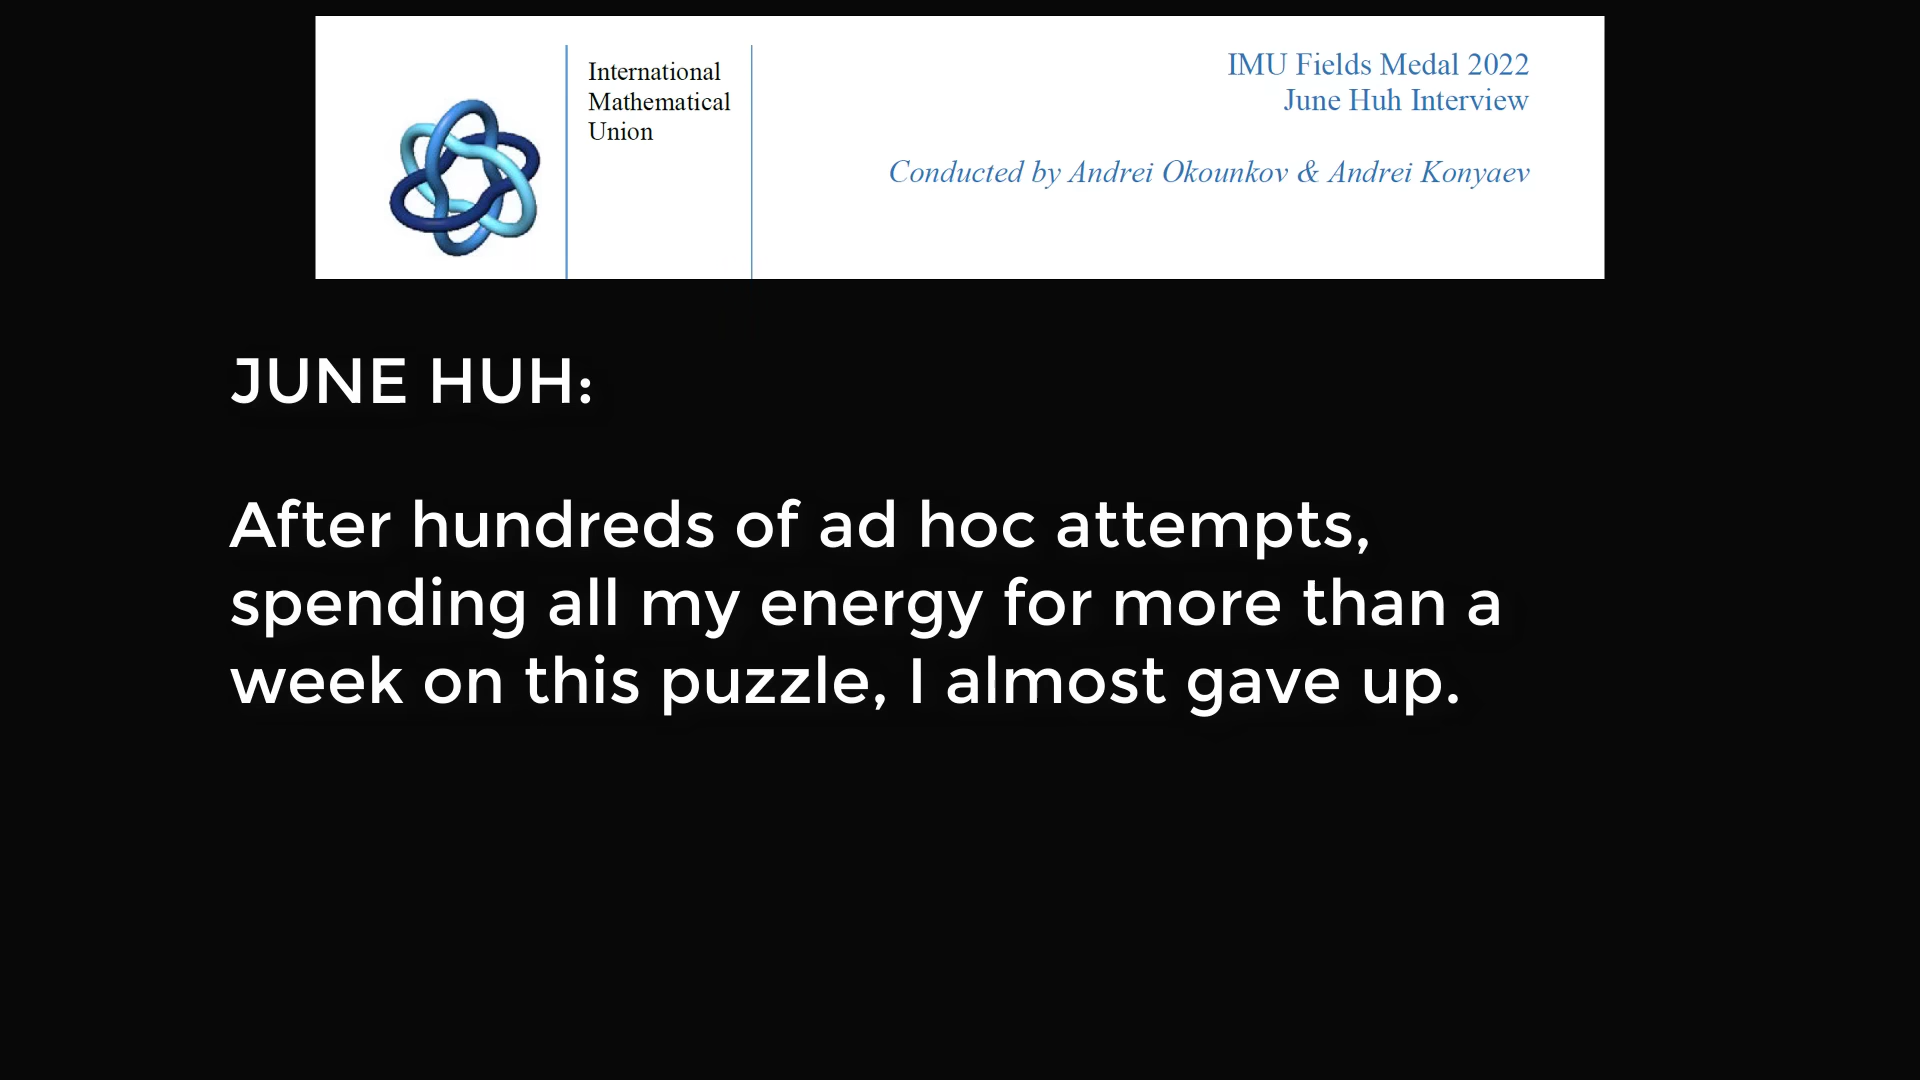 International
Mathematical
Union
IMU Fields Medal 2022
June Huh Interview
Conducted by Andrei Okounkov & Andrei Konyaev
JUNE HUH:
After hundreds of ad hoc attempts,
spending all my energy for more than a
week on this puzzle, I almost gave up.